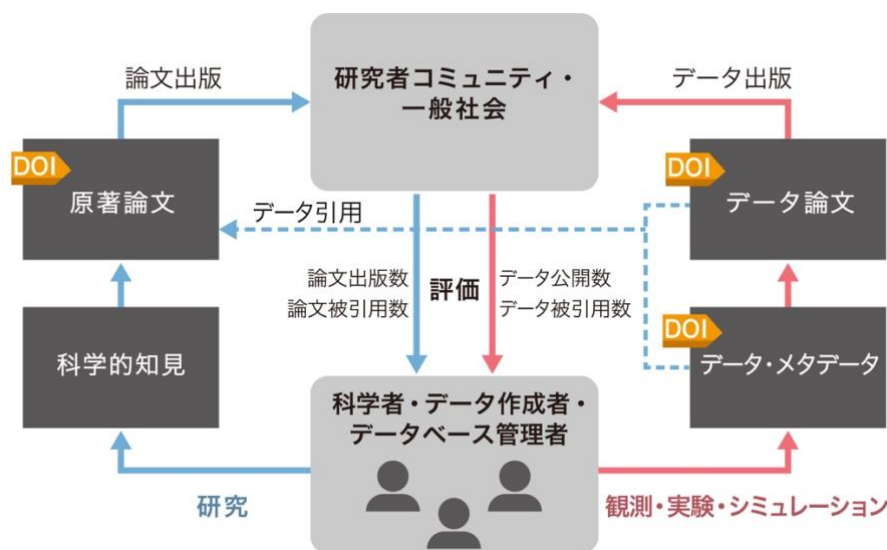 論文出版
研究者コミュニティ・
一般社会
データ出版
DOI
原著論文
DOI
データ論文
データ引用
論文出版数
論文被引用数
評価
データ公開数
データ被引用数
科学的知見
DOI
データ・メタデータ
科学者・データ作成者・
データベース管理者
研究
観測・実験・シミュレーション